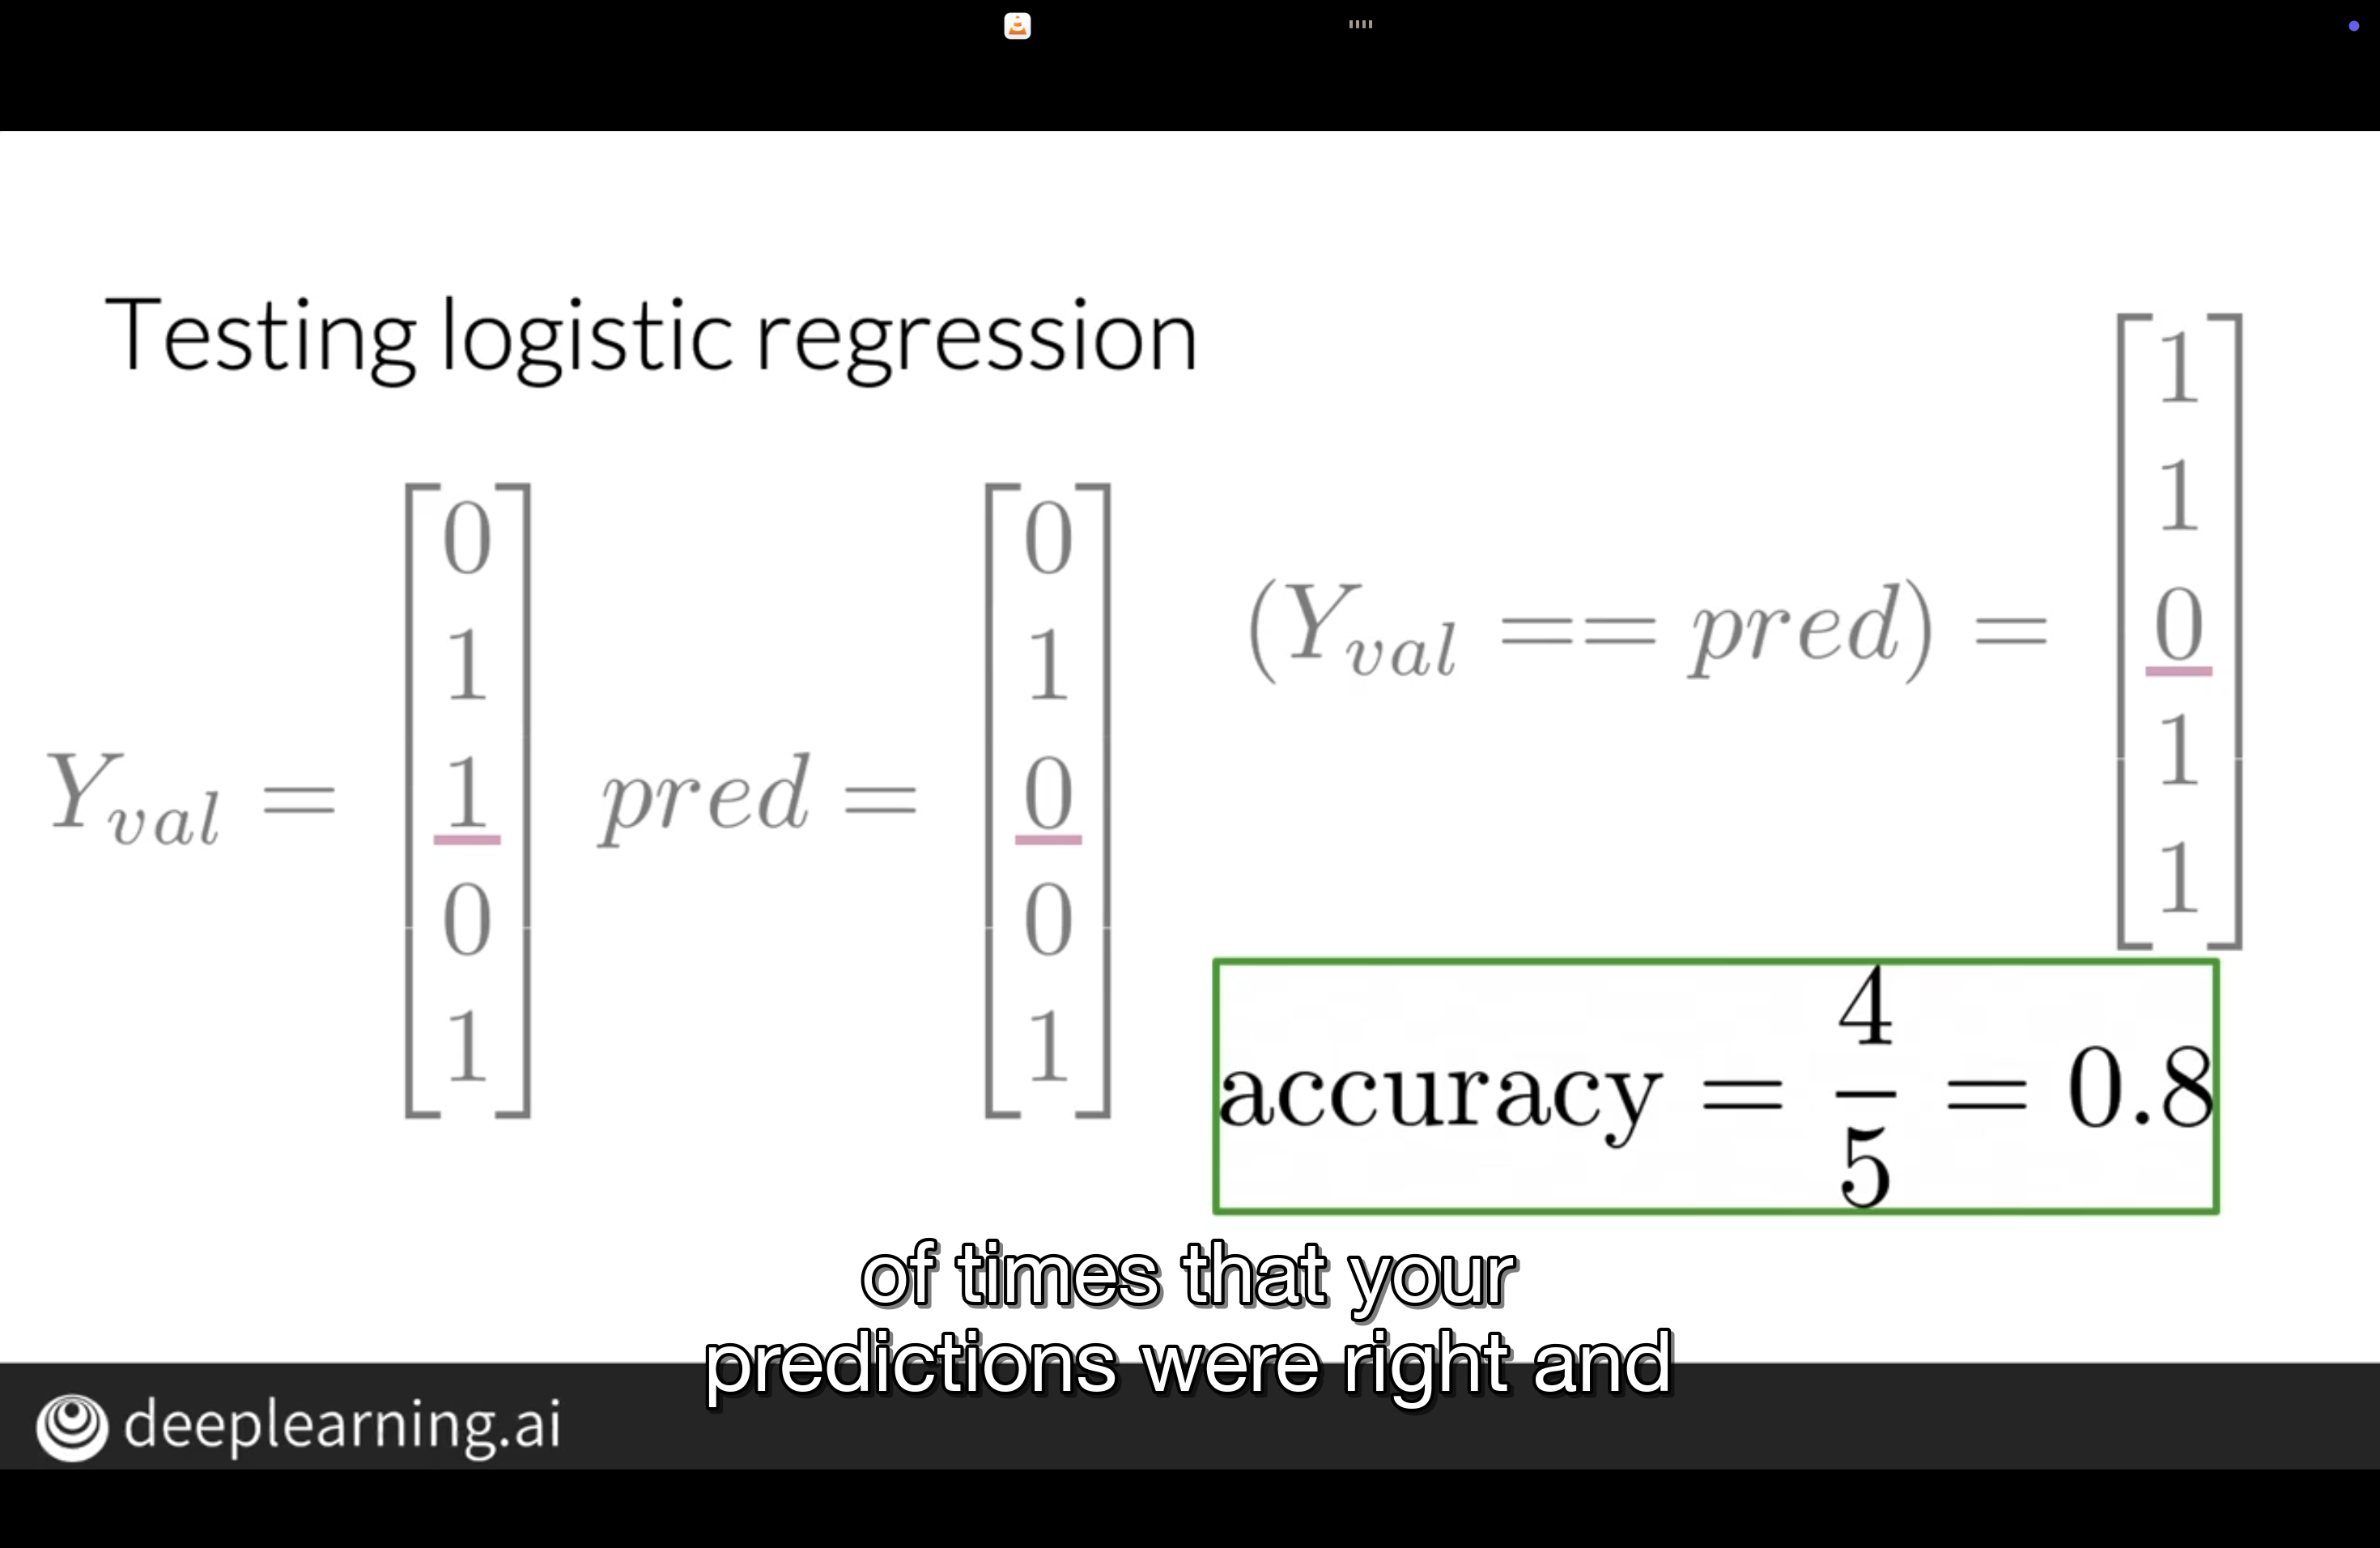 Testing logistic regression
Y_val = [0 1 1 0 1]
pred = [0 1 0 0 1]
(Y_val == pred) = [1 1 0 1 1]
accuracy = 4/5 = 0.8
of times that your
predictions were right and
deeplearning.ai